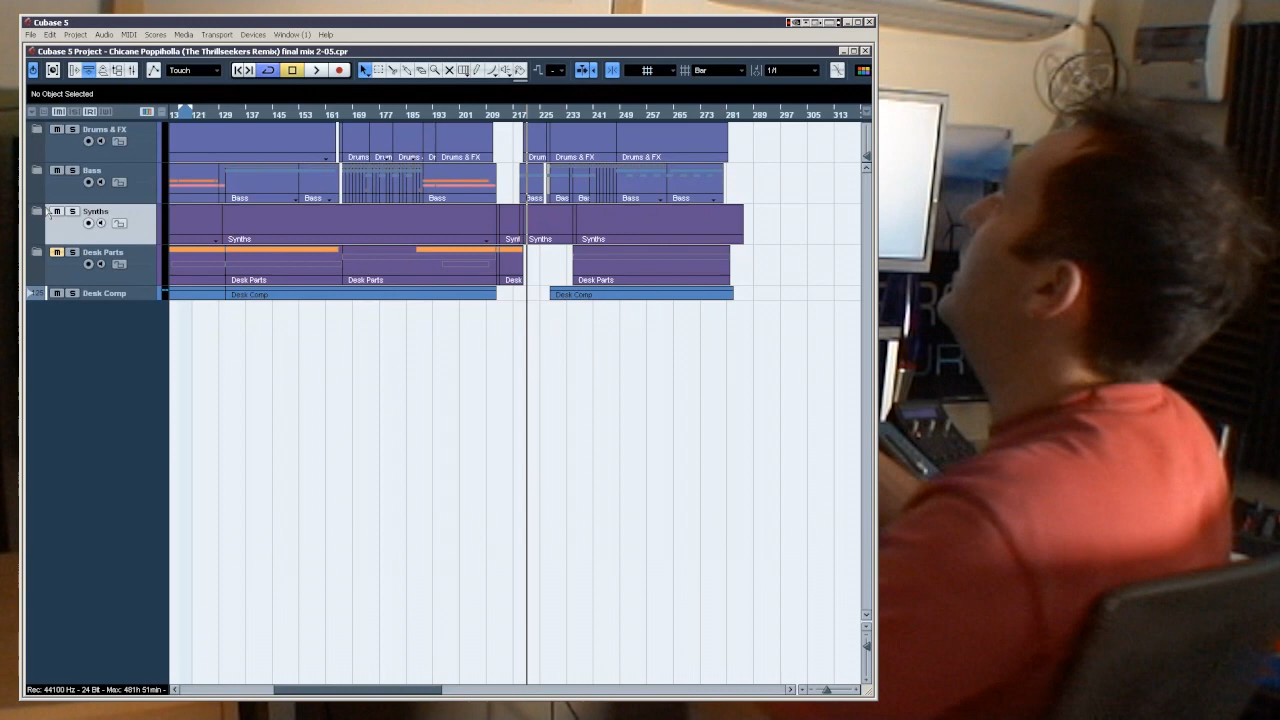 Cubase 5
File Edit Project Audio MIDI Scores Media Transport Devices Window (1) Help
Cubase 5 Project - Chicane Poppiholla (The Thrillseekers Remix) final mix 2-05.cpr
Touch Bar 1/1
No Object Selected
13 121 129 137 145 153 161 169 177 185 193 201 209 217 225 233 241 249 257 265 273 281 289 297 305 313
m S Drums & FX
Drums Drum Drums Dr Drums & FX Drum Drums & FX Drums & FX
m S Bass
Bass Bass Bass Bass Bas Ba Bass Bass
m S Synths
Synths Synt Synths Synths
m S Desk Parts
Desk Parts Desk Parts Desk Desk Parts
m S Desk Comp
Desk Comp Desk Comp
Rec: 44100 Hz - 24 Bit - Max: 481h 51min -